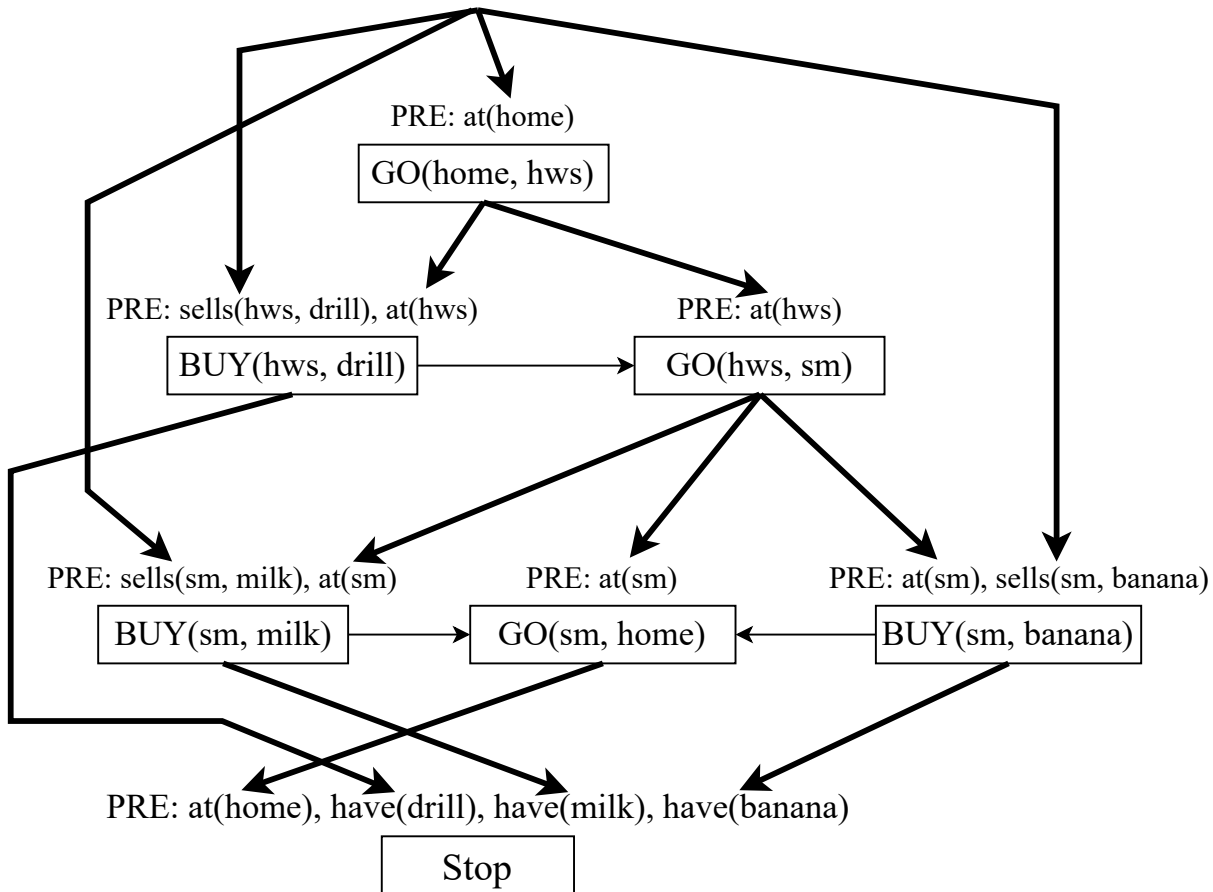 PRE: at(home)
GO(home, hws)
PRE: sells(hws, drill), at(hws)
PRE: at(hws)
BUY(hws, drill)
GO(hws, sm)
PRE: sells(sm, milk), at(sm)
PRE: at(sm)
PRE: at(sm), sells(sm, banana)
BUY(sm, milk)
GO(sm, home)
BUY(sm, banana)
PRE: at(home), have(drill), have(milk), have(banana)
Stop